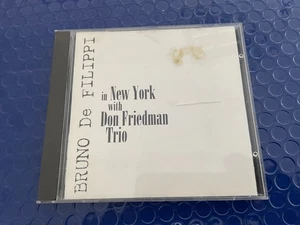 BRUNO De FILIPPI
in New York
with
Don Friedman
Trio